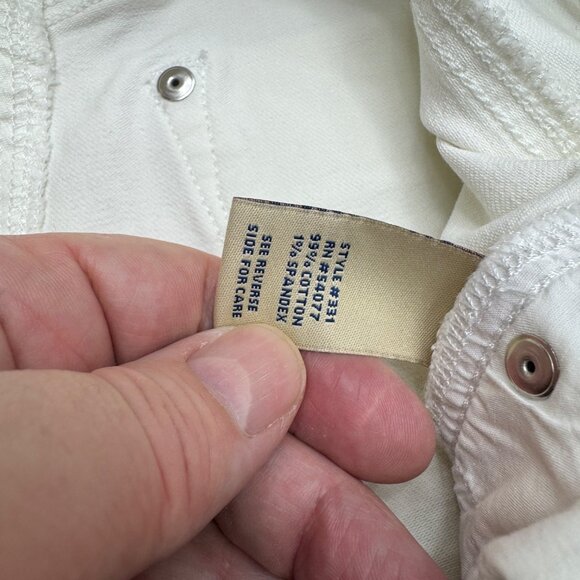 STYLE #331
RN #54077
99% COTTON
1% SPANDEX
SEE REVERSE
SIDE FOR CARE